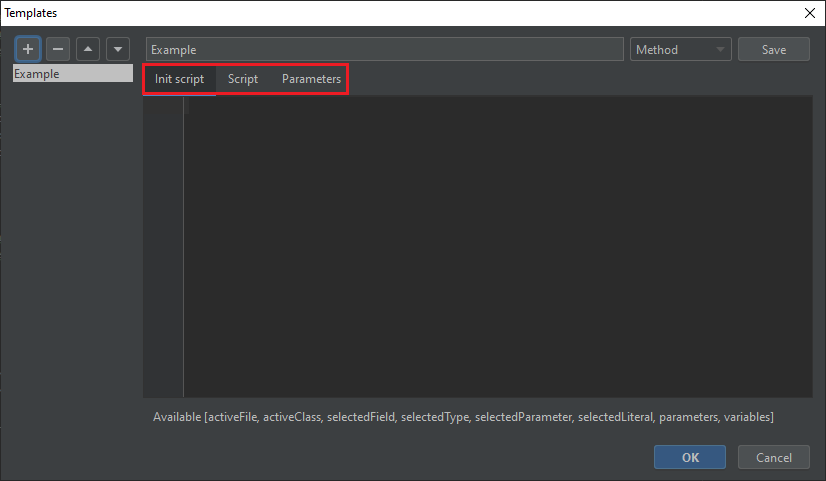 Templates
Example Method Save
Example
Init script Script Parameters
Available [activeFile, activeClass, selectedField, selectedType, selectedParameter, selectedLiteral, parameters, variables]
OK Cancel